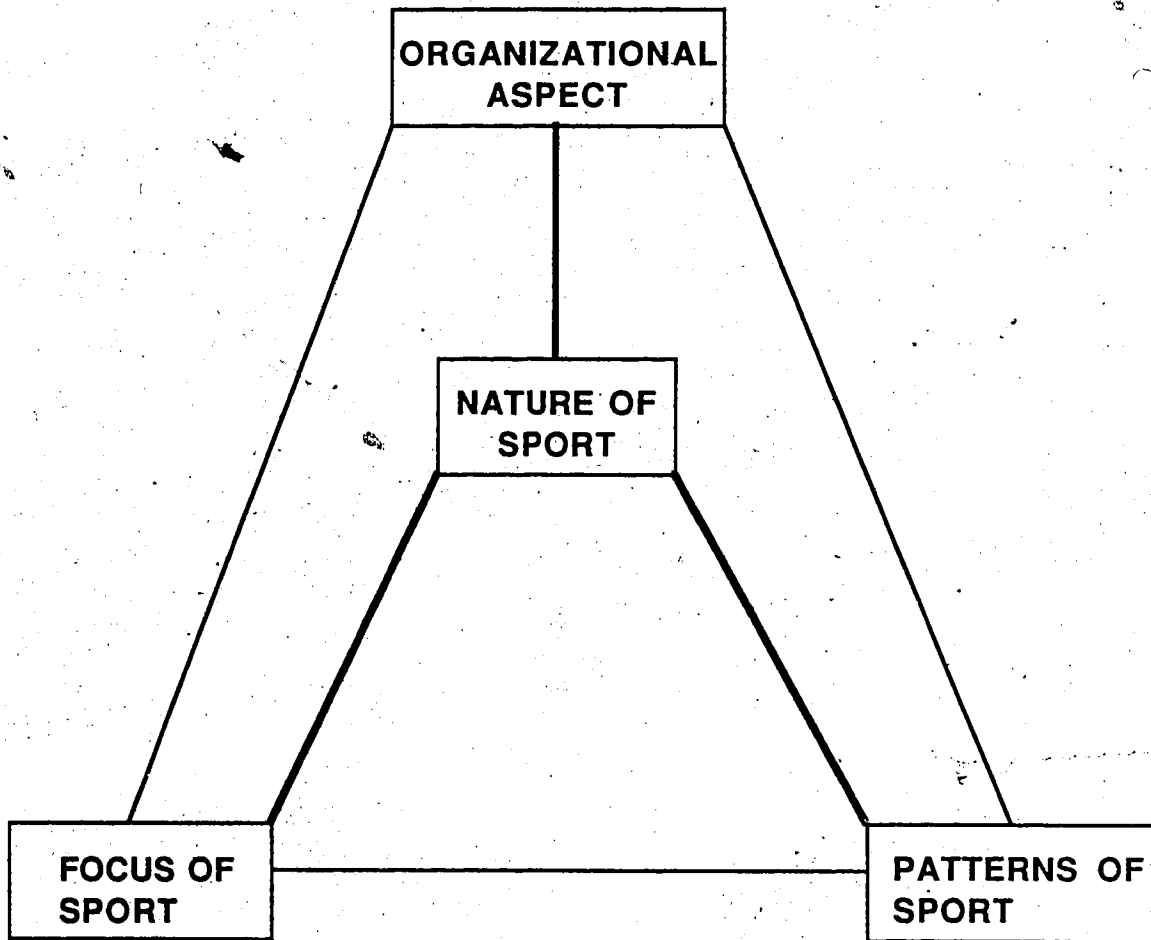 ORGANIZATIONAL
ASPECT
NATURE OF
SPORT
FOCUS OF
SPORT
PATTERNS OF
SPORT